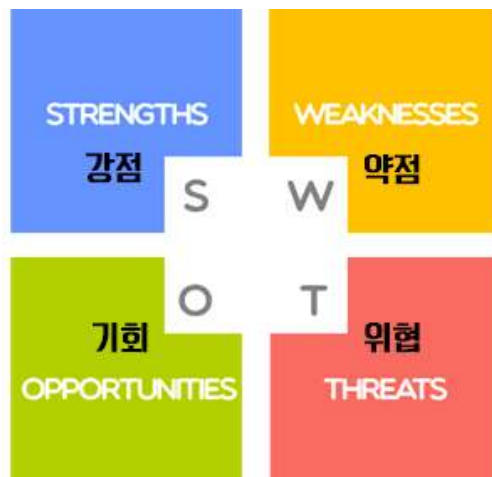 STRENGTHS
강점
S
WEAKNESSES
약점
W
O
기회
OPPORTUNITIES
T
위협
THREATS